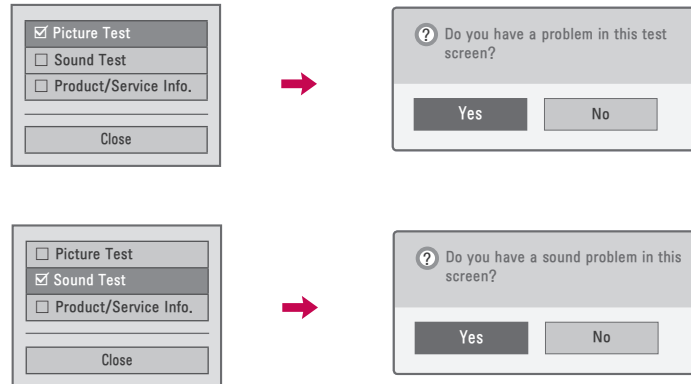 ☑ Picture Test
☐ Sound Test
☐ Product/Service Info.
Close
? Do you have a problem in this test
screen?
Yes
No
☐ Picture Test
☑ Sound Test
☐ Product/Service Info.
Close
? Do you have a sound problem in this
screen?
Yes
No